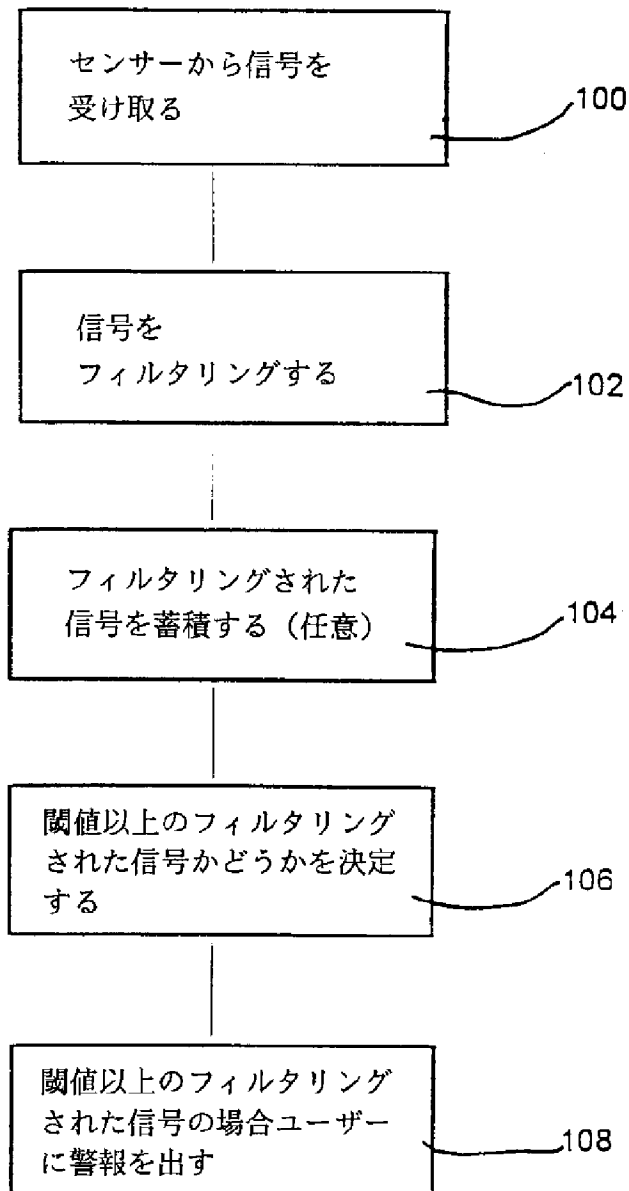 センサーから信号を
受け取る
100
信号を
フィルタリングする
102
フィルタリングされた
信号を蓄積する（任意）
104
閾値以上のフィルタリング
された信号かどうかを決定
する
106
閾値以上のフィルタリング
された信号の場合ユーザー
に警報を出す
108